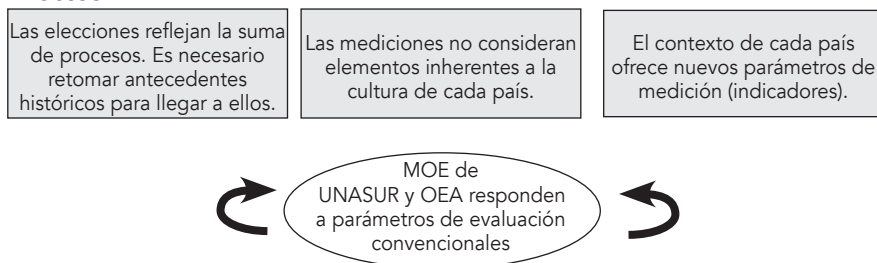 Las elecciones reflejan la suma
de procesos. Es necesario
retomar antecedentes
históricos para llegar a ellos.
Las mediciones no consideran
elementos inherentes a la
cultura de cada país.
El contexto de cada país
ofrece nuevos parámetros de
medición (indicadores).
MOE de
UNASUR y OEA responden
a parámetros de evaluación
convencionales